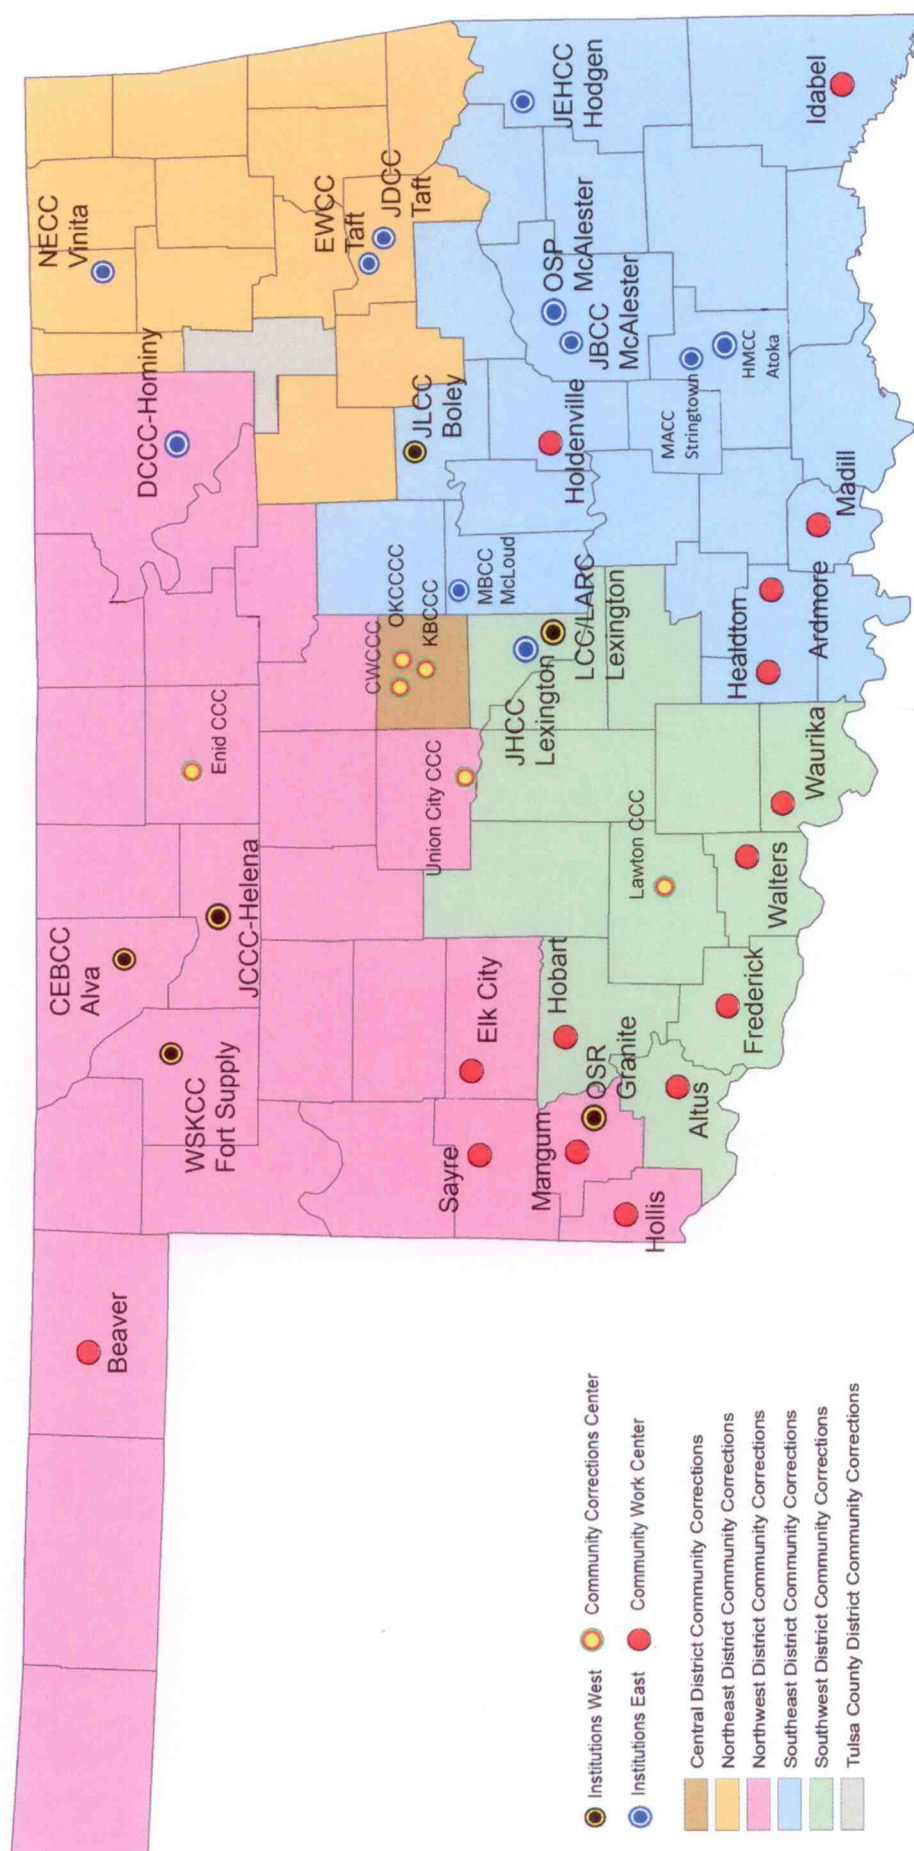 NECC
Vinita
CEBCC
Alva
DCCC-Hominy
Beaver
WSKCC
Fort Supply
JCCC-Helena
Enid CCC
EWCC
Taft
JDCC
Taft
JLCC
Boley
OKCCCC
CWCCC
KBCCC
Union City CCC
MBCC
McLoud
Sayre
Elk City
JEHCC
Hodgen
OSP
McAlester
JBCC
McAlester
Holdenville
JHCC
Lexington
LCC/LARC
Lexington
Mangum
Hobart
OSR
Granite
Hollis
Lawton CCC
MACC
Stringtown
HMCC
Atoka
Altus
Frederick
Walters
Waurika
Healdton
Ardmore
Madill
Idabel
Institutions West
Community Corrections Center
Institutions East
Community Work Center
Central District Community Corrections
Northeast District Community Corrections
Northwest District Community Corrections
Southeast District Community Corrections
Southwest District Community Corrections
Tulsa County District Community Corrections